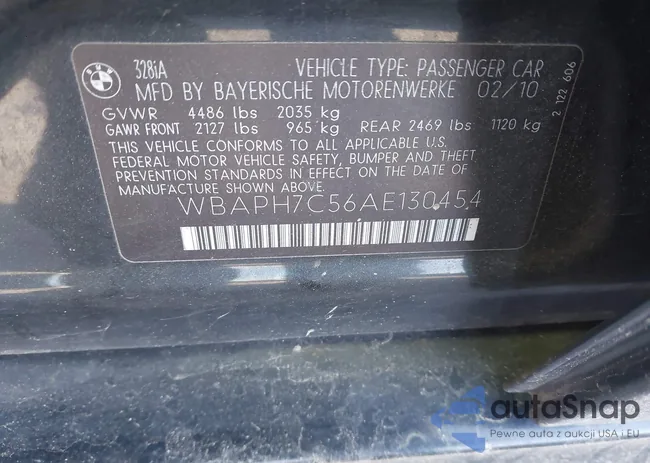 BMW
328iA
VEHICLE TYPE: PASSENGER CAR
MFD BY BAYERISCHE MOTORENWERKE 02/10
GVWR 4486 lbs 2035 kg
GAWR FRONT 2127 lbs 965 kg REAR 2469 lbs 1120 kg
THIS VEHICLE CONFORMS TO ALL APPLICABLE U.S.
FEDERAL MOTOR VEHICLE SAFETY, BUMPER AND THEFT
PREVENTION STANDARDS IN EFFECT ON THE DATE OF
MANUFACTURE SHOWN ABOVE.
WBAPH7C56AE130454
2 122 606
autaSnap
Pewne auta z aukcji USA i EU